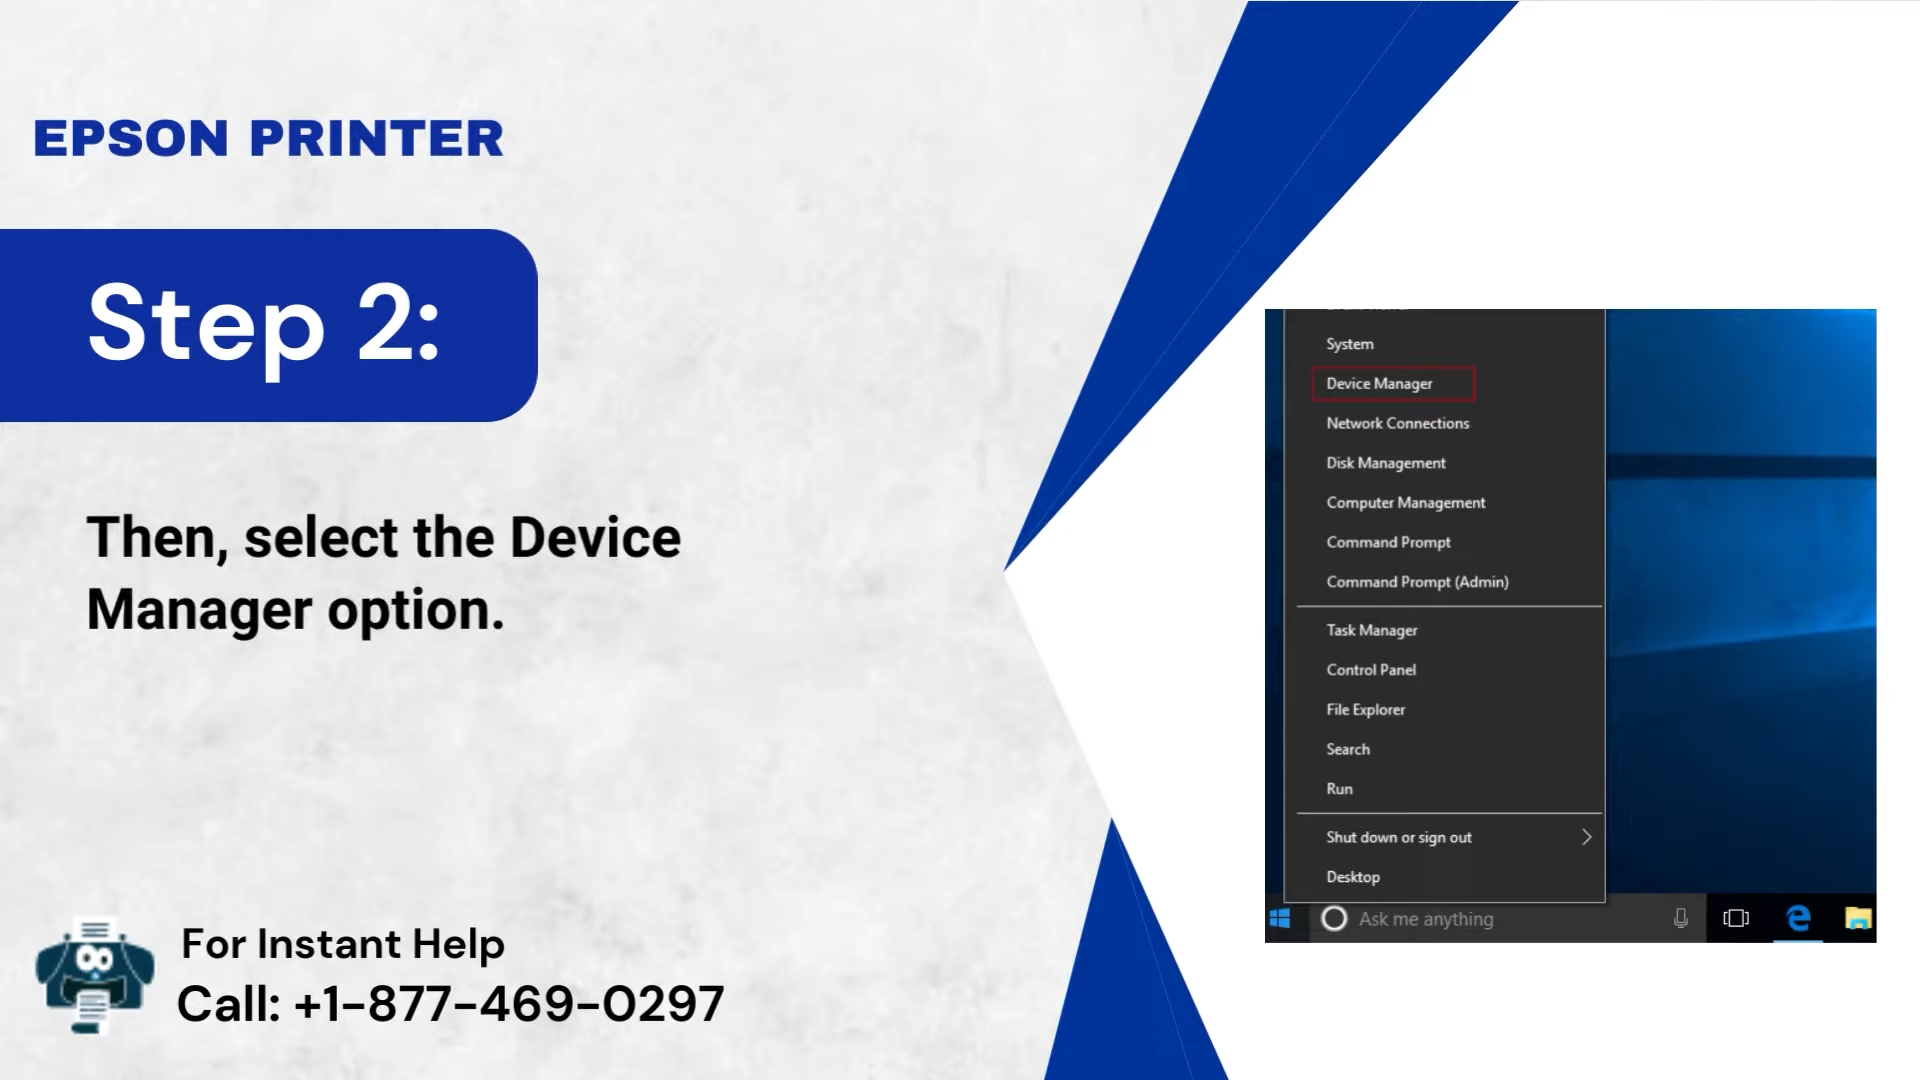 EPSON PRINTER
Step 2:
Then, select the Device
Manager option.
For Instant Help
Call: +1-877-469-0297
System
Device Manager
Network Connections
Disk Management
Computer Management
Command Prompt
Command Prompt (Admin)
Task Manager
Control Panel
File Explorer
Search
Run
Shut down or sign out
Desktop
Ask me anything